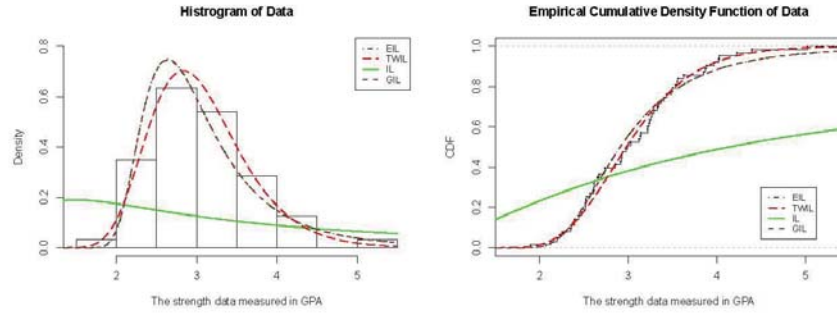 Histrogram of Data
Density
0.8
0.6
0.4
0.2
0.0
EIL
TWIL
IL
GIL
2
3
4
5
The strength data measured in GPA
Empirical Cumulative Density Function of Data
CDF
1.0
0.8
0.6
0.4
0.2
0.0
EIL
TWIL
IL
GIL
2
3
4
5
The strength data measured in GPA